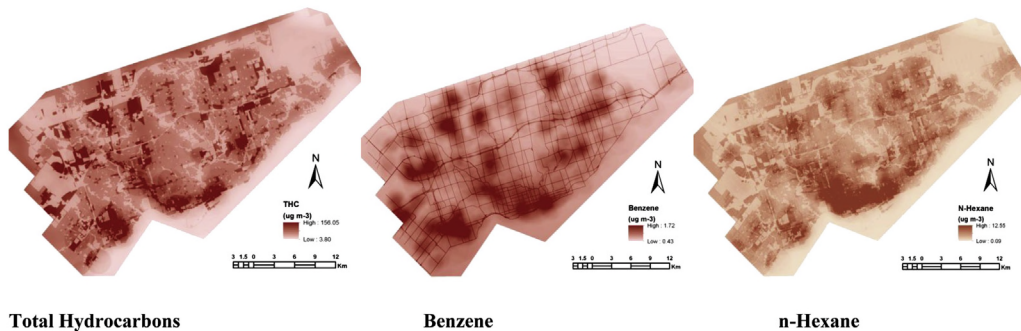 N
THC
(ug m-3)
High : 156.05
Low : 3.80
3 1.5 0 3 6 9 12
Km
N
Benzene
(ug m-3)
High : 1.72
Low : 0.43
3 1.5 0 3 6 9 12
Km
N
N-Hexane
(ug m-3)
High : 12.55
Low : 0.09
3 1.5 0 3 6 9 12
Km
Total Hydrocarbons
Benzene
n-Hexane